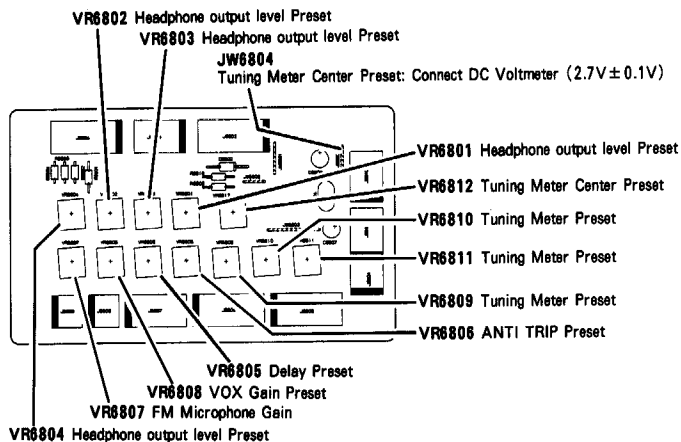 VR6802 Headphone output level Preset
VR6803 Headphone output level Preset
JW6804
Tuning Meter Center Preset: Connect DC Voltmeter (2.7V±0.1V)
VR6801 Headphone output level Preset
VR6812 Tuning Meter Center Preset
VR6810 Tuning Meter Preset
VR6811 Tuning Meter Preset
VR6809 Tuning Meter Preset
VR6806 ANTI TRIP Preset
VR6805 Delay Preset
VR6808 VOX Gain Preset
VR6807 FM Microphone Gain
VR6804 Headphone output level Preset